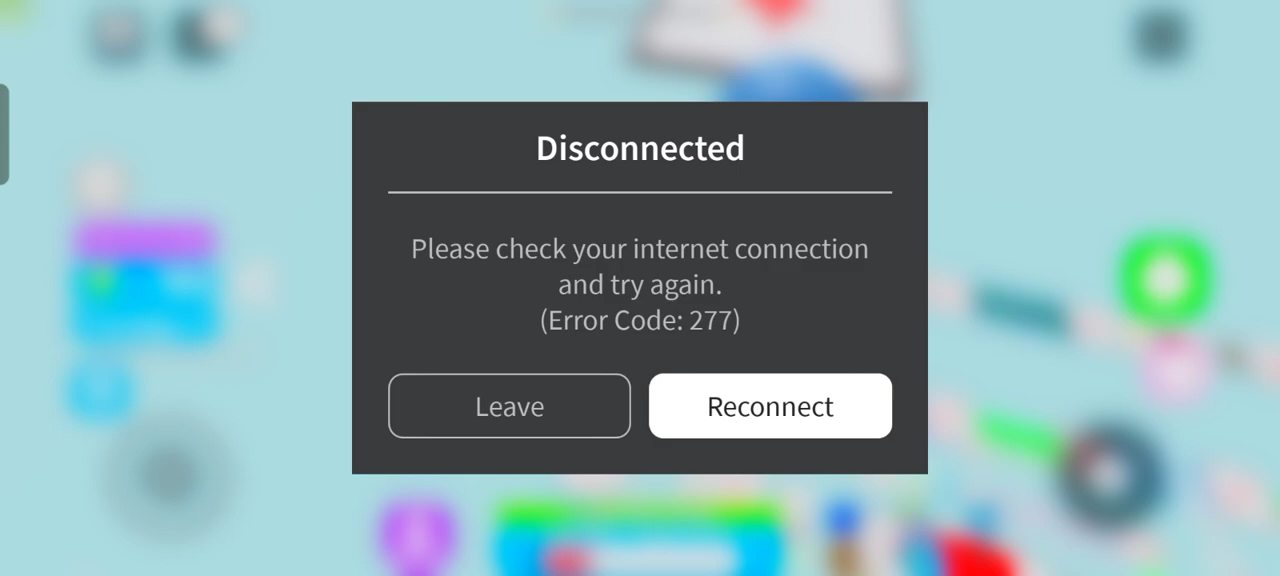 Disconnected
Please check your internet connection
and try again.
(Error Code: 277)
Leave
Reconnect